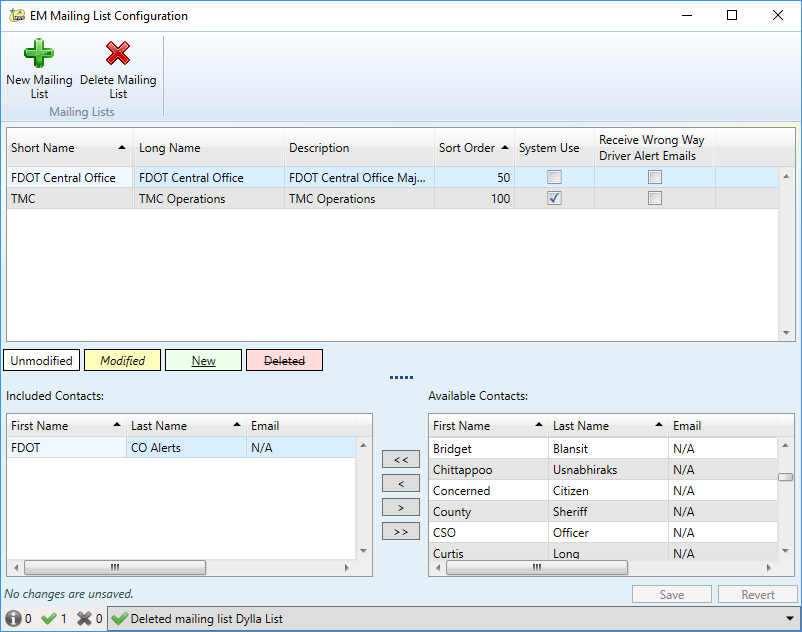 EM Mailing List Configuration
New Mailing List
Delete Mailing List
Mailing Lists
Short Name Long Name Description Sort Order System Use Receive Wrong Way Driver Alert Emails
FDOT Central Office FDOT Central Office FDOT Central Office Maj... 50
TMC TMC Operations TMC Operations 100
Unmodified Modified New Deleted
Included Contacts:
First Name Last Name Email
FDOT CO Alerts N/A
<<
<
>
>>
Available Contacts:
First Name Last Name Email
Bridget Blansit N/A
Chittappoo Usnabhiraks N/A
Concerned Citizen N/A
County Sheriff N/A
CSO Officer N/A
Curtis Long N/A
No changes are unsaved.
Save Revert
0 1 0 Deleted mailing list Dylla List